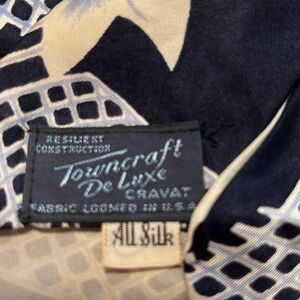 RESILIENT
CONSTRUCTION
Towncraft
De Luxe
CRAVAT
FABRIC LOOMED IN U.S.A.
All Silk